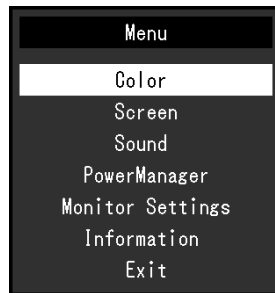 Menu
Color
Screen
Sound
PowerManager
Monitor Settings
Information
Exit